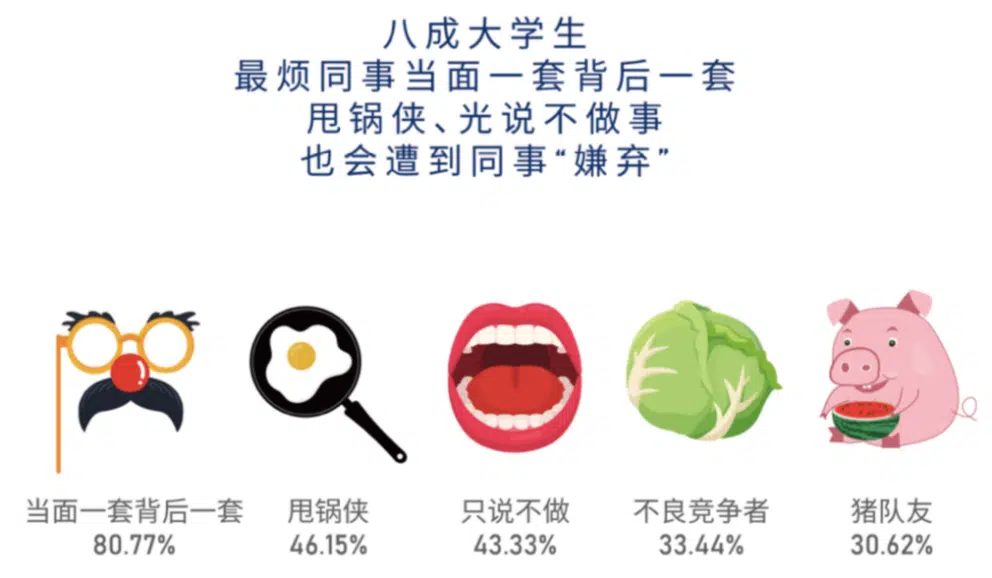 八成大学生
最烦同事当面一套背后一套
甩锅侠、光说不做事
也会遭到同事“嫌弃”
当面一套背后一套
80.77%
甩锅侠
46.15%
只说不做
43.33%
不良竞争者
33.44%
猪队友
30.62%